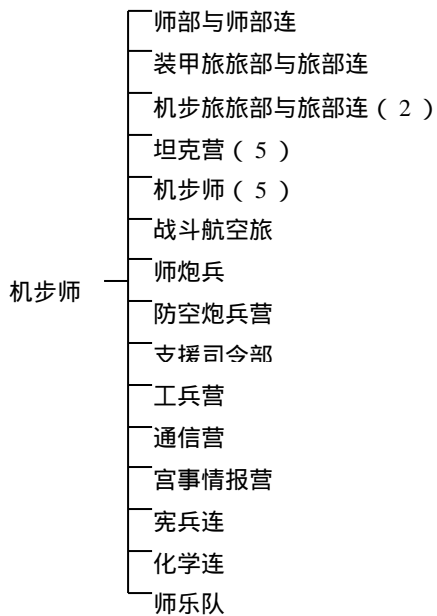 师部与师部连
装甲旅旅部与旅部连
机步旅旅部与旅部连（2）
坦克营（5）
机步师（5）
战斗航空旅
机步师
师炮兵
防空炮兵营
支援司令部
工兵营
通信营
宫事情报营
宪兵连
化学连
师乐队